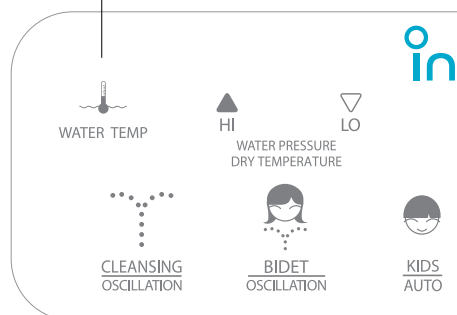 in
WATER TEMP
HI
LO
WATER PRESSURE
DRY TEMPERATURE
CLEANSING
OSCILLATION
BIDET
OSCILLATION
KIDS
AUTO